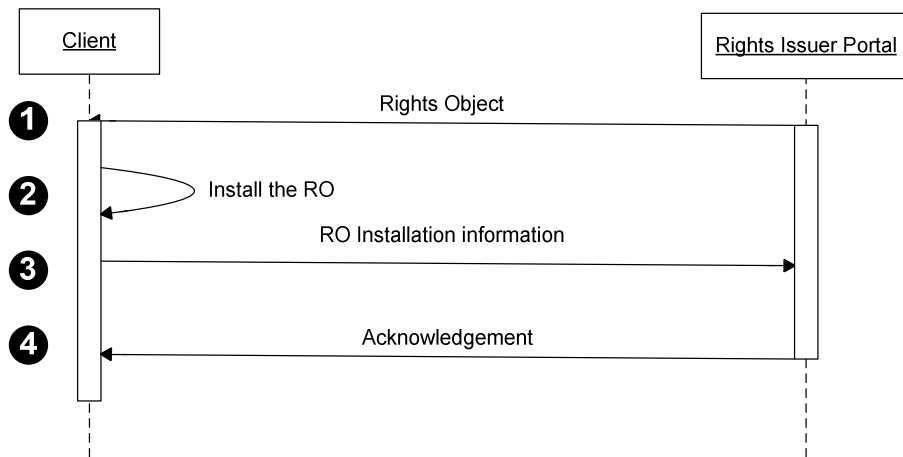 Client
Rights Issuer Portal
1
Rights Object
2
Install the RO
RO Installation information
3
Acknowledgement
4